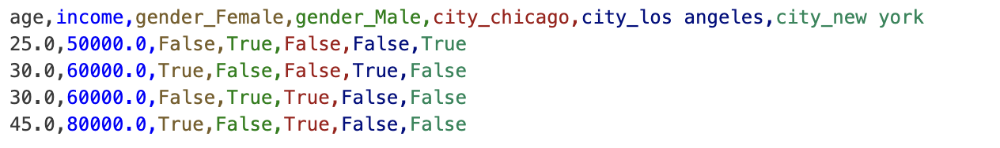 age,income,gender_Female,gender_Male,city_chicago,city_los angeles,city_new york
25.0,50000.0,False,True,False,False,True
30.0,60000.0,True,False,False,True,False
30.0,60000.0,False,True,True,False,False
45.0,80000.0,True,False,True,False,False